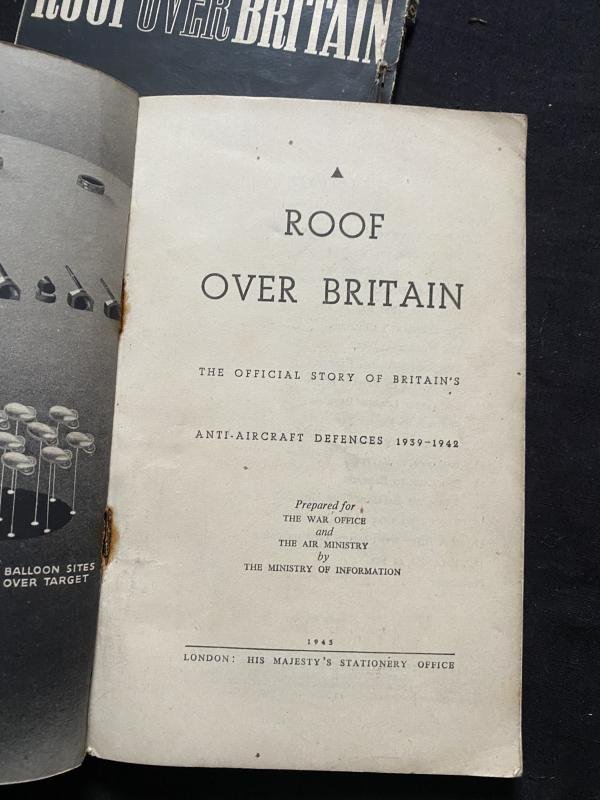 ROOF OVER BRITAIN
▲
ROOF
OVER BRITAIN
THE OFFICIAL STORY OF BRITAIN'S
ANTI-AIRCRAFT DEFENCES 1939–1942
Prepared for
THE WAR OFFICE
and
THE AIR MINISTRY
by
THE MINISTRY OF INFORMATION
1943
LONDON: HIS MAJESTY'S STATIONERY OFFICE
BALLOON SITES
OVER TARGET